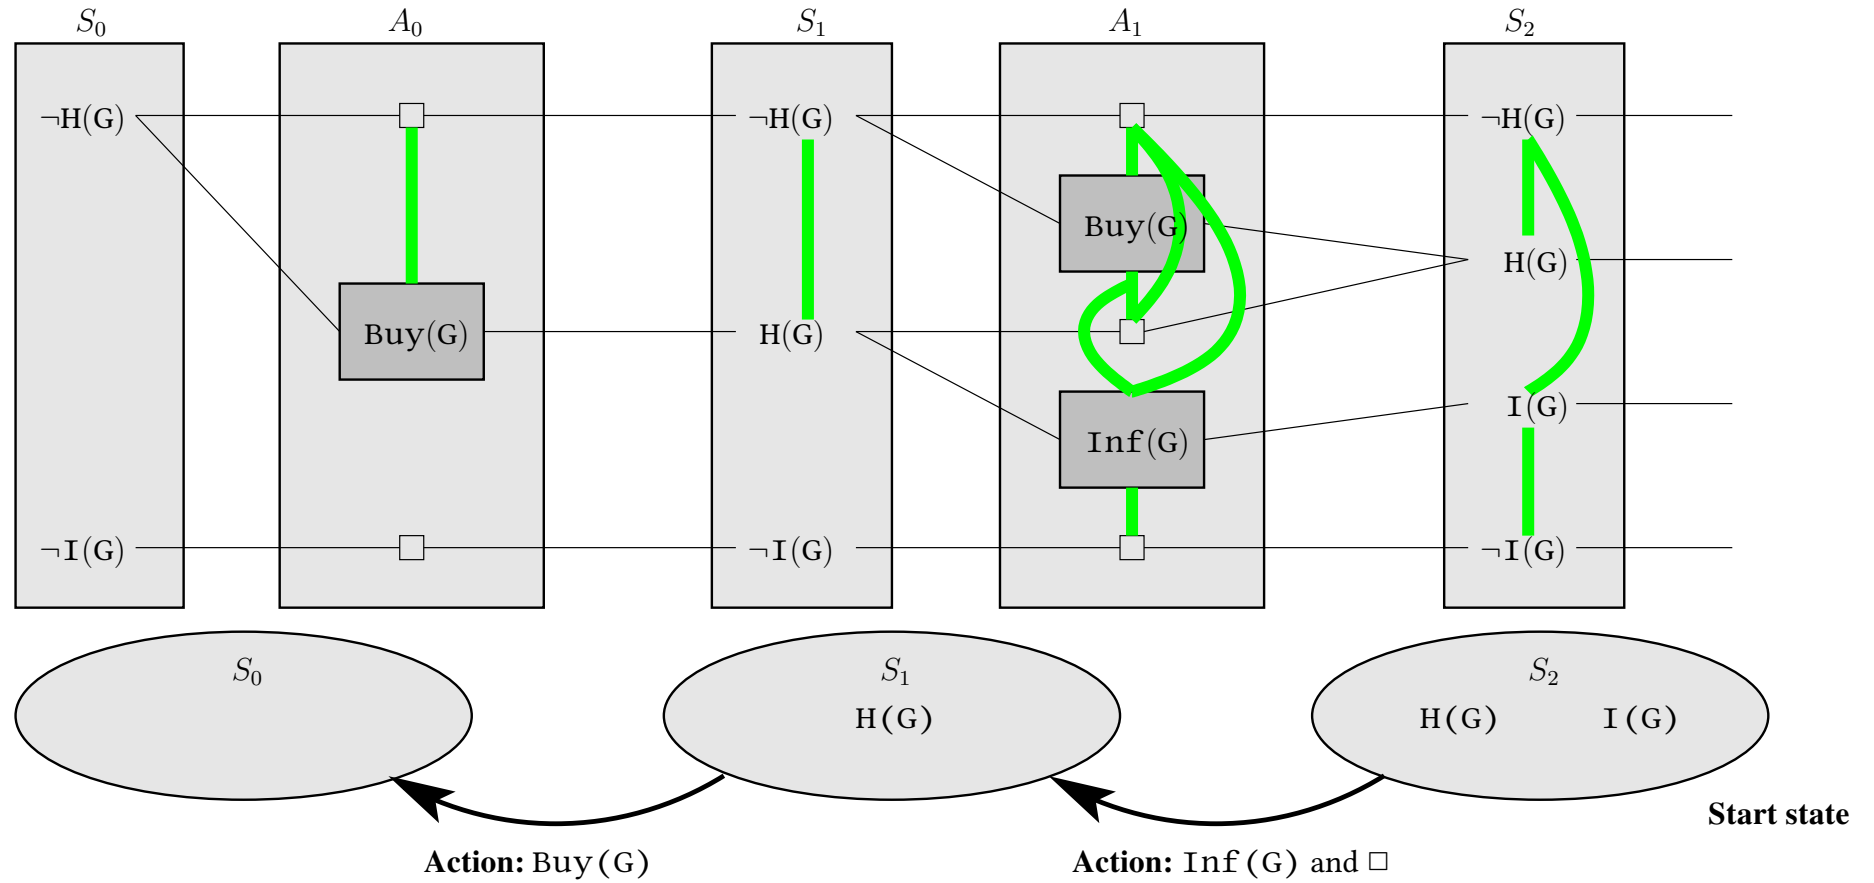 S₀ A₀ S₁ A₁ S₂
¬H(G) ¬H(G) ¬H(G)
Buy(G)
H(G)
Buy(G) H(G)
I(G)
Inf(G)
¬I(G) ¬I(G) ¬I(G)
S₀ S₁ S₂
H(G) H(G) I(G)
Start state
Action: Buy(G) Action: Inf(G) and □